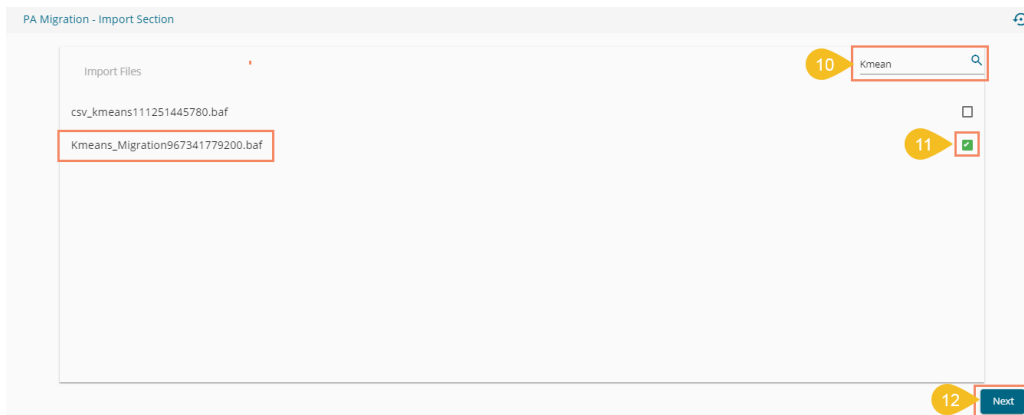 PA Migration - Import Section
10
Kmean
Import Files
csv_kmeans111251445780.baf
Kmeans_Migration967341779200.baf
11
12
Next